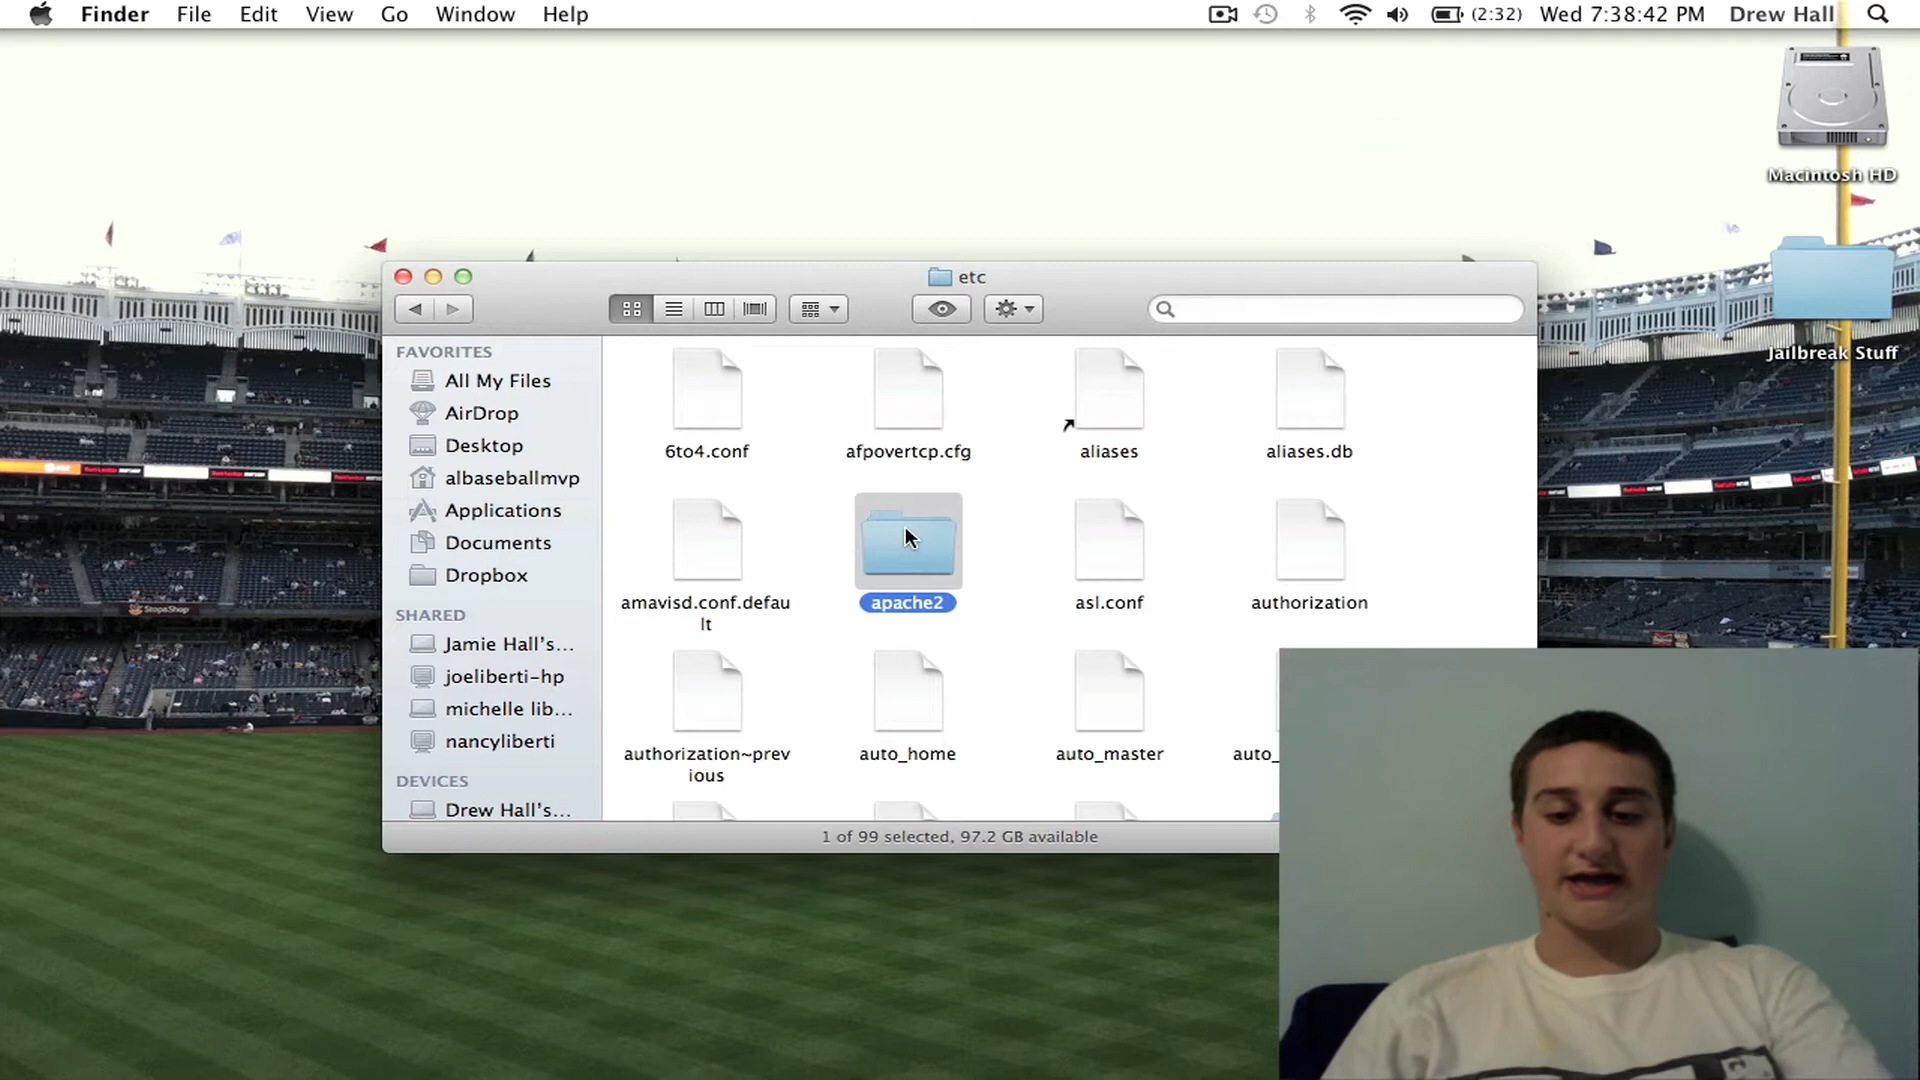 Finder File Edit View Go Window Help (2:32) Wed 7:38:42 PM Drew Hall
Macintosh HD
Jailbreak Stuff
etc
FAVORITES
All My Files
AirDrop
Desktop
albaseballmvp
Applications
Documents
Dropbox
SHARED
Jamie Hall's...
joeliberti-hp
michelle lib...
nancyliberti
DEVICES
Drew Hall's...
6to4.conf afpovertcp.cfg aliases aliases.db
amavisd.conf.defau
lt
apache2 asl.conf authorization
authorization~prev
ious
auto_home auto_master auto_
1 of 99 selected, 97.2 GB available
Stop&Shop